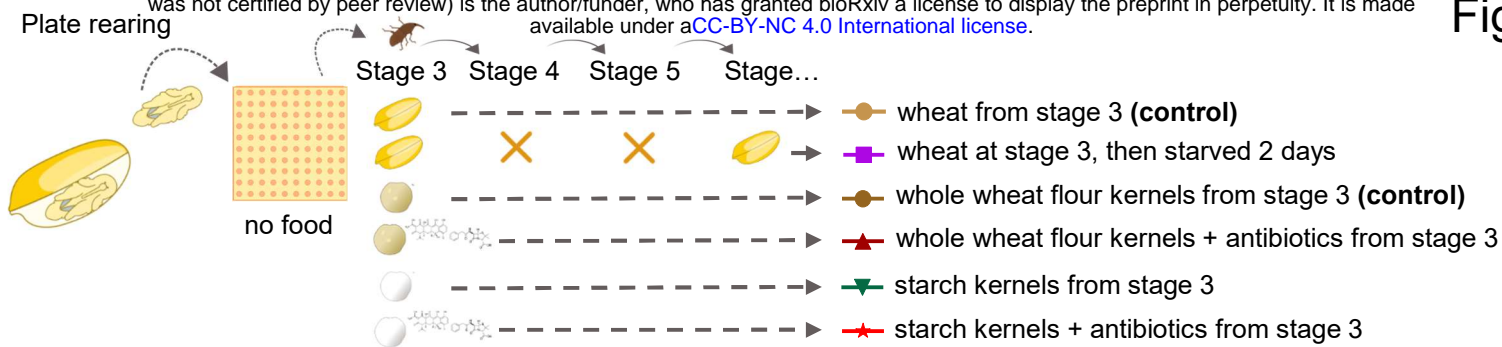 was not certified by peer review) is the author/funder, who has granted bioRxiv a license to display the preprint in perpetuity. It is made
available under aCC-BY-NC 4.0 International license.
Fig
Plate rearing
Stage 3 Stage 4 Stage 5 Stage…
wheat from stage 3 (control)
wheat at stage 3, then starved 2 days
whole wheat flour kernels from stage 3 (control)
no food
whole wheat flour kernels + antibiotics from stage 3
starch kernels from stage 3
starch kernels + antibiotics from stage 3